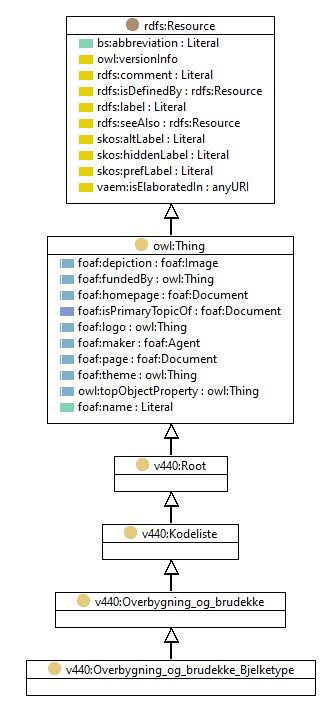 rdfs:Resource
bs:abbreviation : Literal
owl:versionInfo
rdfs:comment : Literal
rdfs:isDefinedBy : rdfs:Resource
rdfs:label : Literal
rdfs:seeAlso : rdfs:Resource
skos:altLabel : Literal
skos:hiddenLabel : Literal
skos:prefLabel : Literal
vaem:isElaboratedIn : anyURI
owl:Thing
foaf:depiction : foaf:Image
foaf:fundedBy : owl:Thing
foaf:homepage : foaf:Document
foaf:isPrimaryTopicOf : foaf:Document
foaf:logo : owl:Thing
foaf:maker : foaf:Agent
foaf:page : foaf:Document
foaf:theme : owl:Thing
owl:topObjectProperty : owl:Thing
foaf:name : Literal
v440:Root
v440:Kodeliste
v440:Overbygning_og_brudekke
v440:Overbygning_og_brudekke_Bjelketype